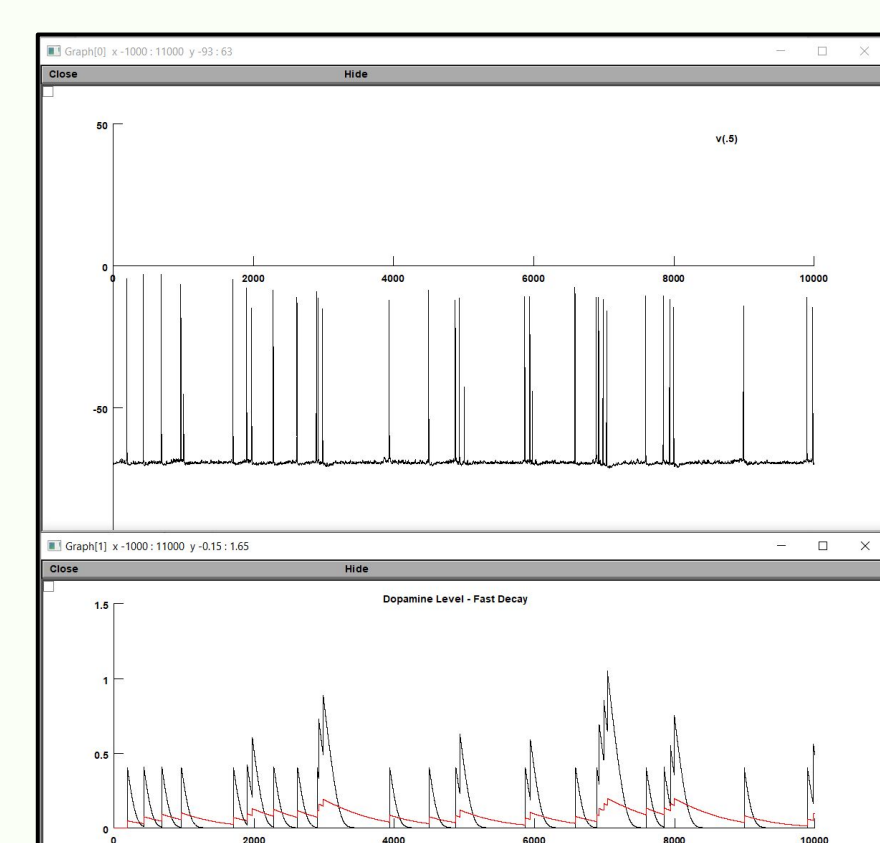 Graph[0] x -1000 : 11000 y -93 : 63
Close Hide
50
v(.5)
0
0 2000 4000 6000 8000 10000
-50
Graph[1] x -1000 : 11000 y -0.15 : 1.65
Close Hide
Dopamine Level - Fast Decay
1.5
1
0.5
0
0 2000 4000 6000 8000 10000